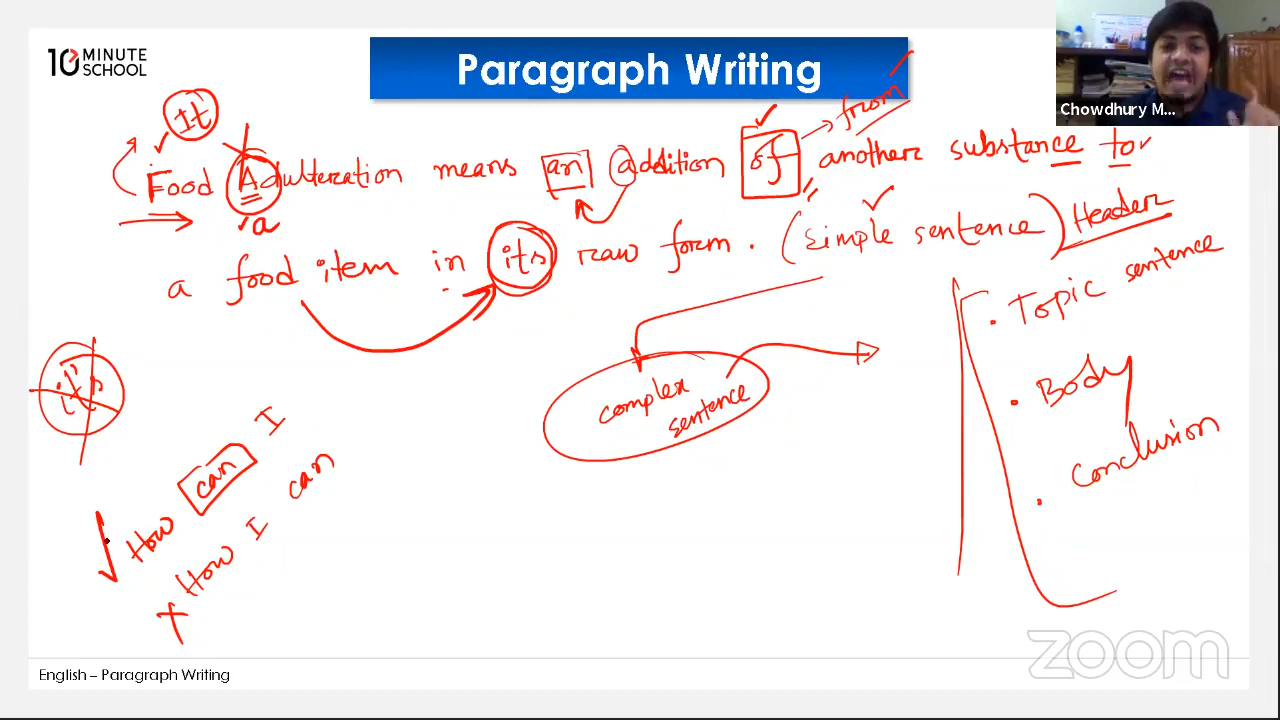 10 MINUTE SCHOOL
Paragraph Writing
Chowdhury M...
It
from
Food Adulteration means an addition of another substance to
a
a food item in its raw form. (simple sentence) Header
Topic sentence
it's
complex sentence
Body
Conclusion
How can I
How I can
zoom
English – Paragraph Writing